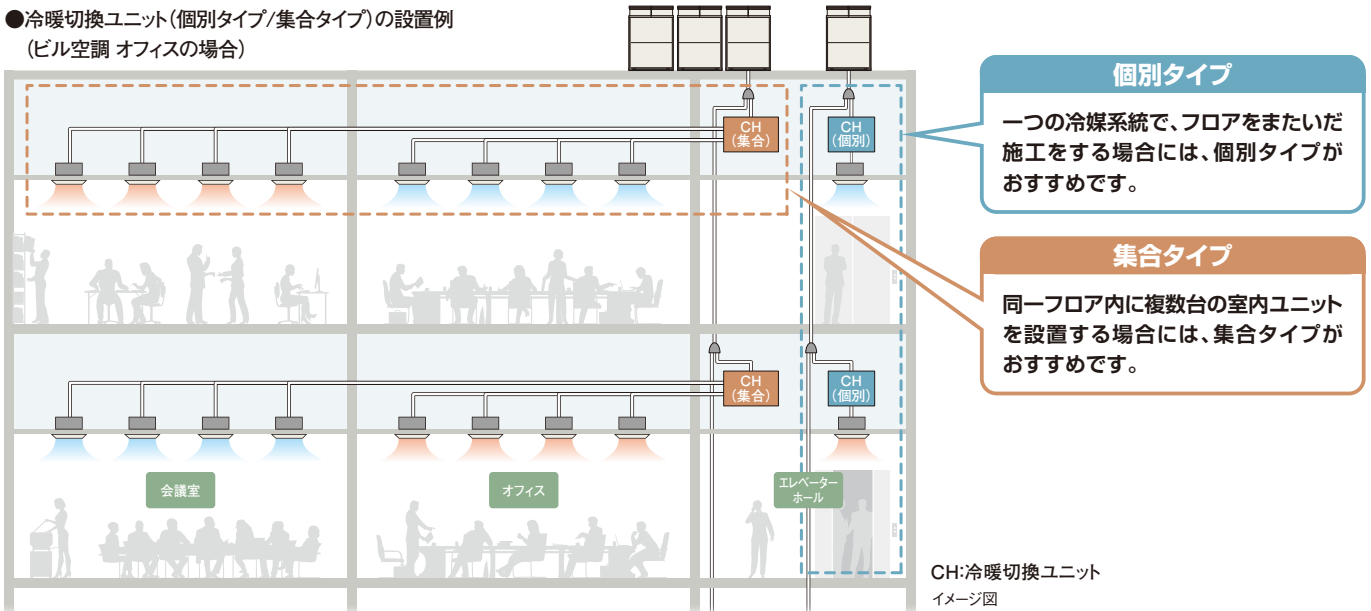 ●冷暖切換ユニット(個別タイプ/集合タイプ)の設置例
(ビル空調 オフィスの場合)
CH
(集合)
CH
(個別)
個別タイプ
一つの冷媒系統で、フロアをまたいだ
施工をする場合には、個別タイプが
おすすめです。
集合タイプ
同一フロア内に複数台の室内ユニット
を設置する場合には、集合タイプが
おすすめです。
CH
(集合)
CH
(個別)
会議室
オフィス
エレベーター
ホール
CH:冷暖切換ユニット
イメージ図